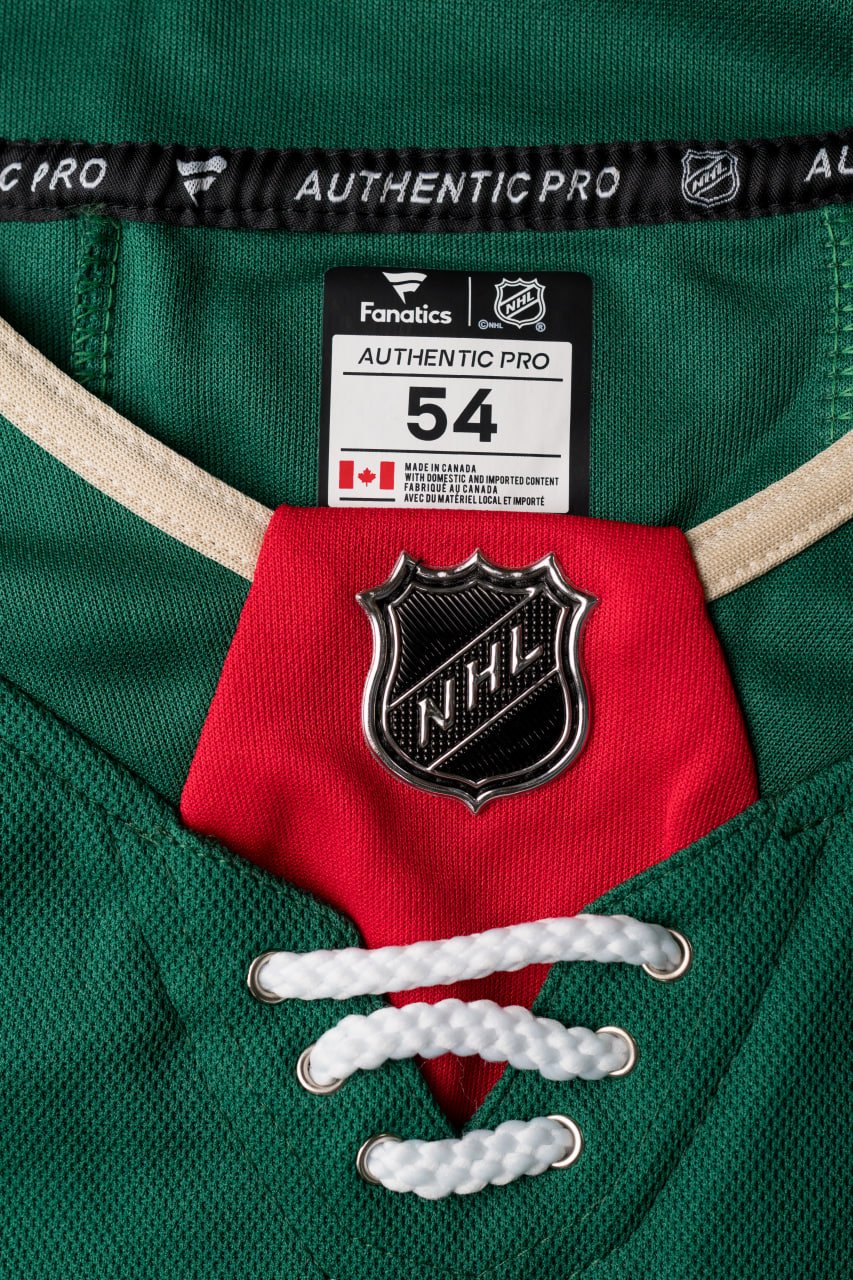 C PRO AUTHENTIC PRO NHL AU
Fanatics NHL
©NHL ®
AUTHENTIC PRO
54
MADE IN CANADA
WITH DOMESTIC AND IMPORTED CONTENT
FABRIQUÉ AU CANADA
AVEC DU MATÉRIEL LOCAL ET IMPORTÉ
NHL